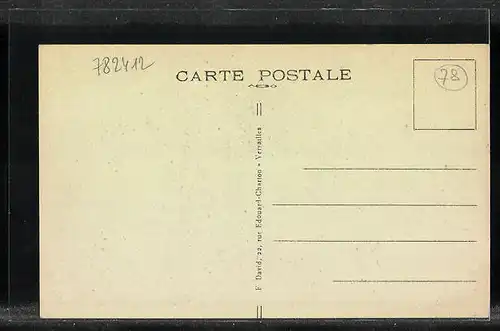 782412
CARTE POSTALE
78
F. David, 22, rue Edouard-Charton - Versailles